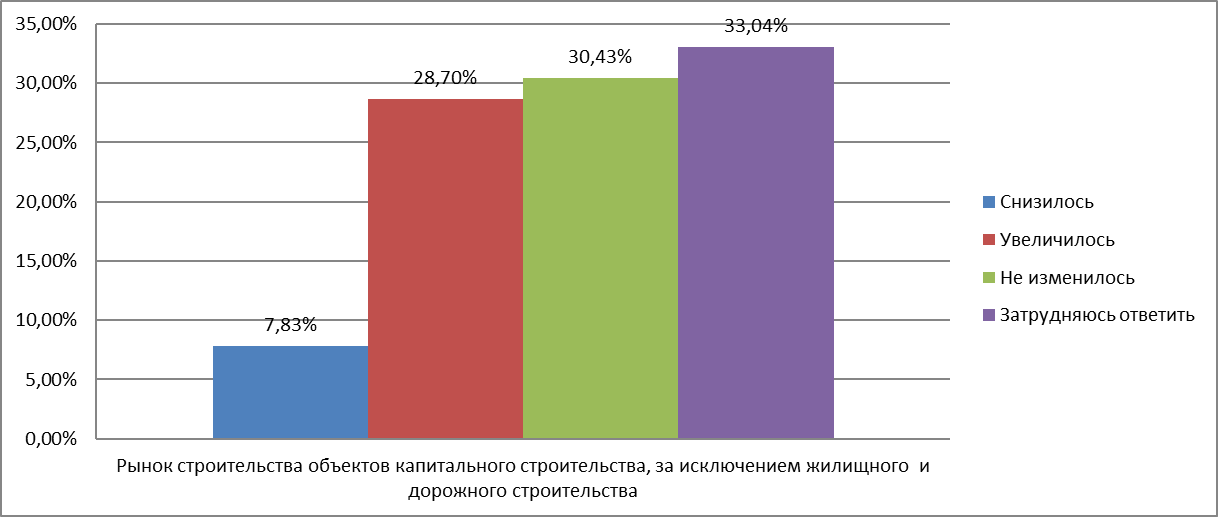 35,00%
30,00%
25,00%
20,00%
15,00%
10,00%
5,00%
0,00%
7,83%
28,70%
30,43%
33,04%
Рынок строительства объектов капитального строительства, за исключением жилищного и
дорожного строительства
Снизилось
Увеличилось
Не изменилось
Затрудняюсь ответить